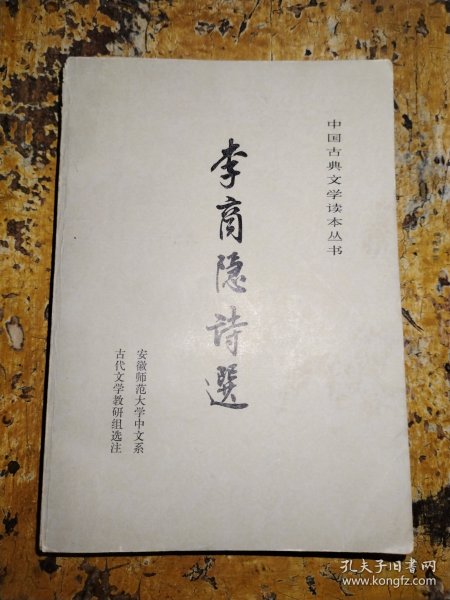 中国古典文学读本丛书
李商隐詩選
安徽师范大学中文系
古代文学教研组选注
孔夫子旧书网
www.kongfz.com